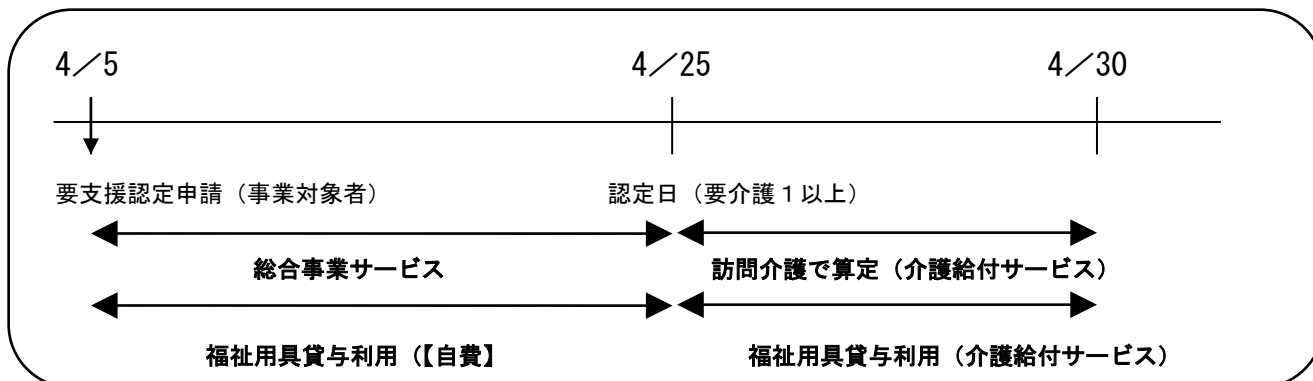 4／5 4／25 4／30
要支援認定申請（事業対象者） 認定日（要介護１以上）
総合事業サービス 訪問介護で算定（介護給付サービス）
福祉用具貸与利用（【自費】 福祉用具貸与利用（介護給付サービス）